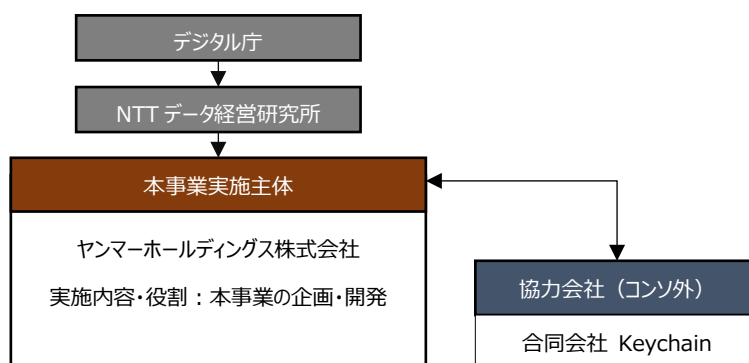 デジタル庁
NTT データ経営研究所
本事業実施主体
ヤンマーホールディングス株式会社
実施内容・役割：本事業の企画・開発
協力会社（コンソ外）
合同会社 Keychain